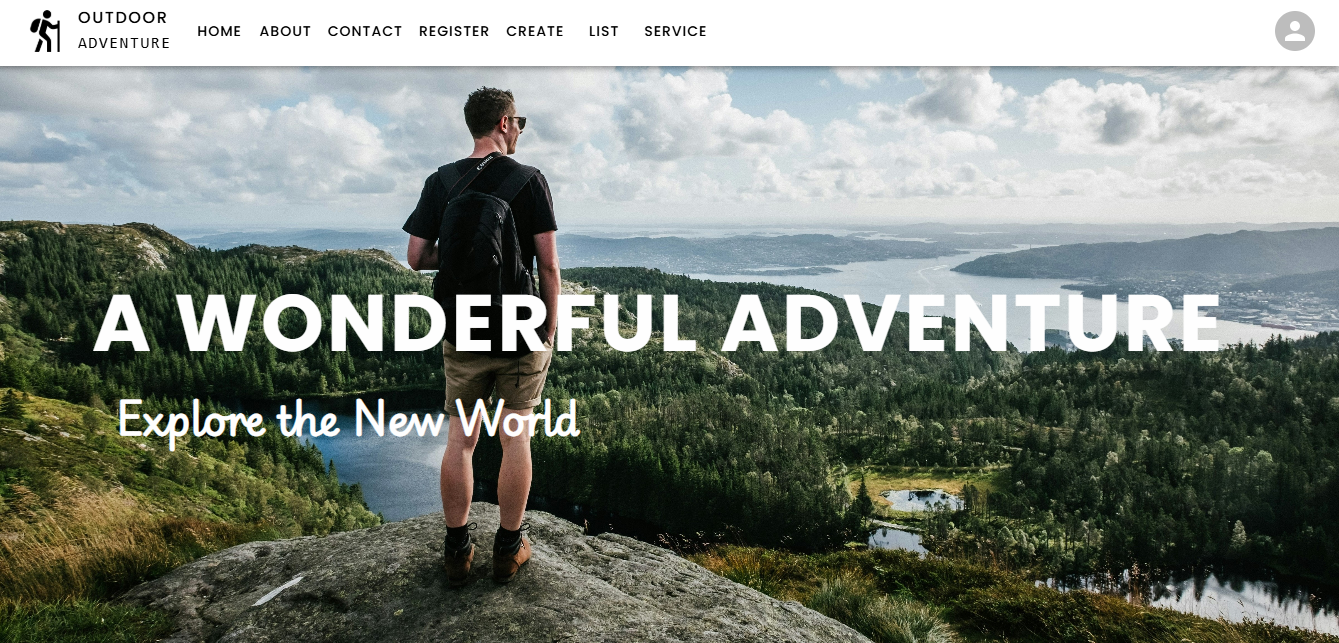 OUTDOOR
ADVENTURE
HOME ABOUT CONTACT REGISTER CREATE LIST SERVICE
A WONDERFUL ADVENTURE
Explore the New World